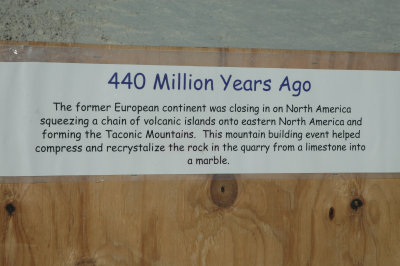 440 Million Years Ago
The former European continent was closing in on North America
squeezing a chain of volcanic islands onto eastern North America and
forming the Taconic Mountains. This mountain building event helped
compress and recrystalize the rock in the quarry from a limestone into
a marble.